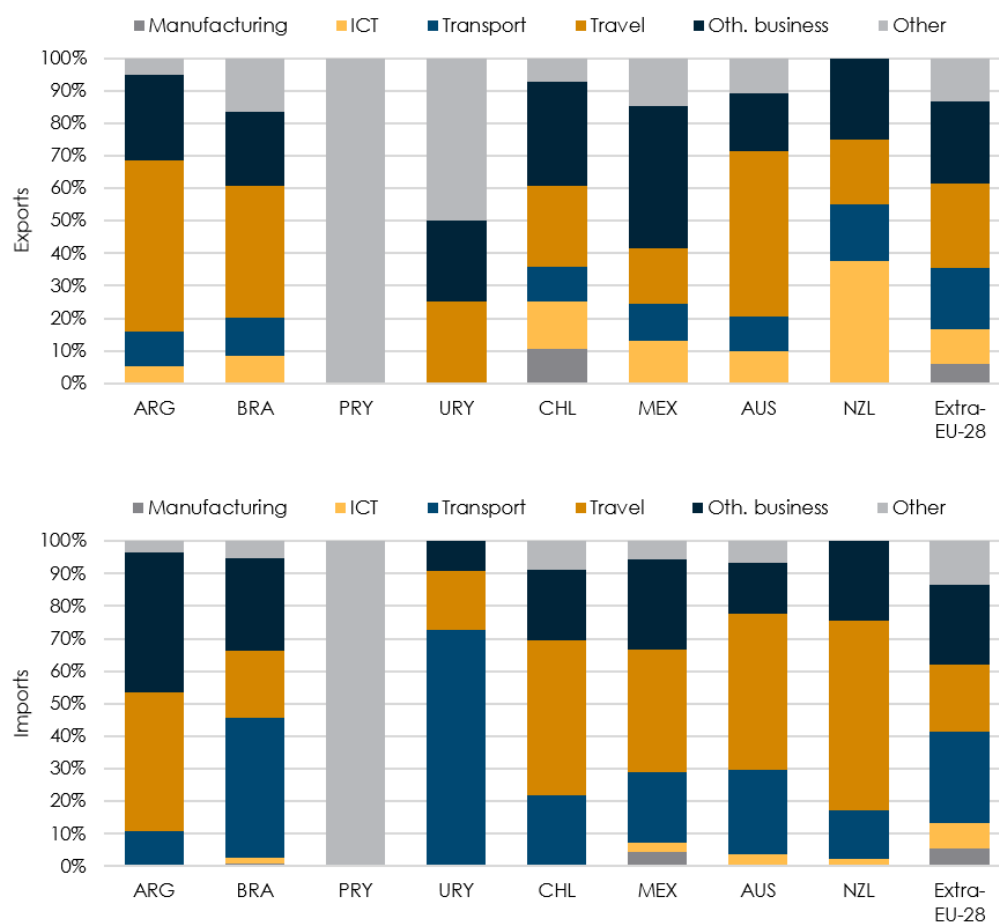 Manufacturing ICT Transport Travel Oth. business Other
100%
90%
80%
70%
60%
50%
40%
30%
20%
10%
0%
Exports
ARG BRA PRY URY CHL MEX AUS NZL Extra-
EU-28
Manufacturing ICT Transport Travel Oth. business Other
100%
90%
80%
70%
60%
50%
40%
30%
20%
10%
0%
Imports
ARG BRA PRY URY CHL MEX AUS NZL Extra-
EU-28